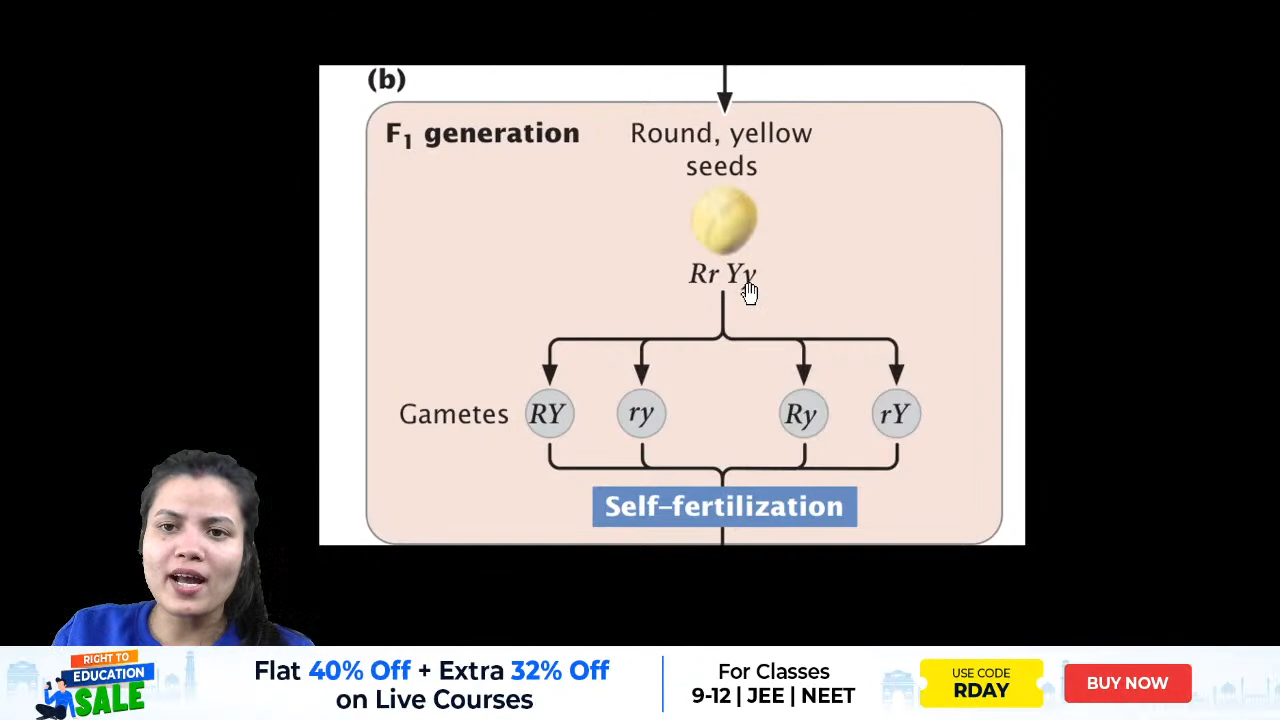 (b)
F1 generation
Round, yellow
seeds
Rr Yy
Gametes RY ry Ry rY
Self-fertilization
RIGHT TO
EDUCATION
SALE
Flat 40% Off + Extra 32% Off
on Live Courses
For Classes
9-12 | JEE | NEET
USE CODE
RDAY
BUY NOW